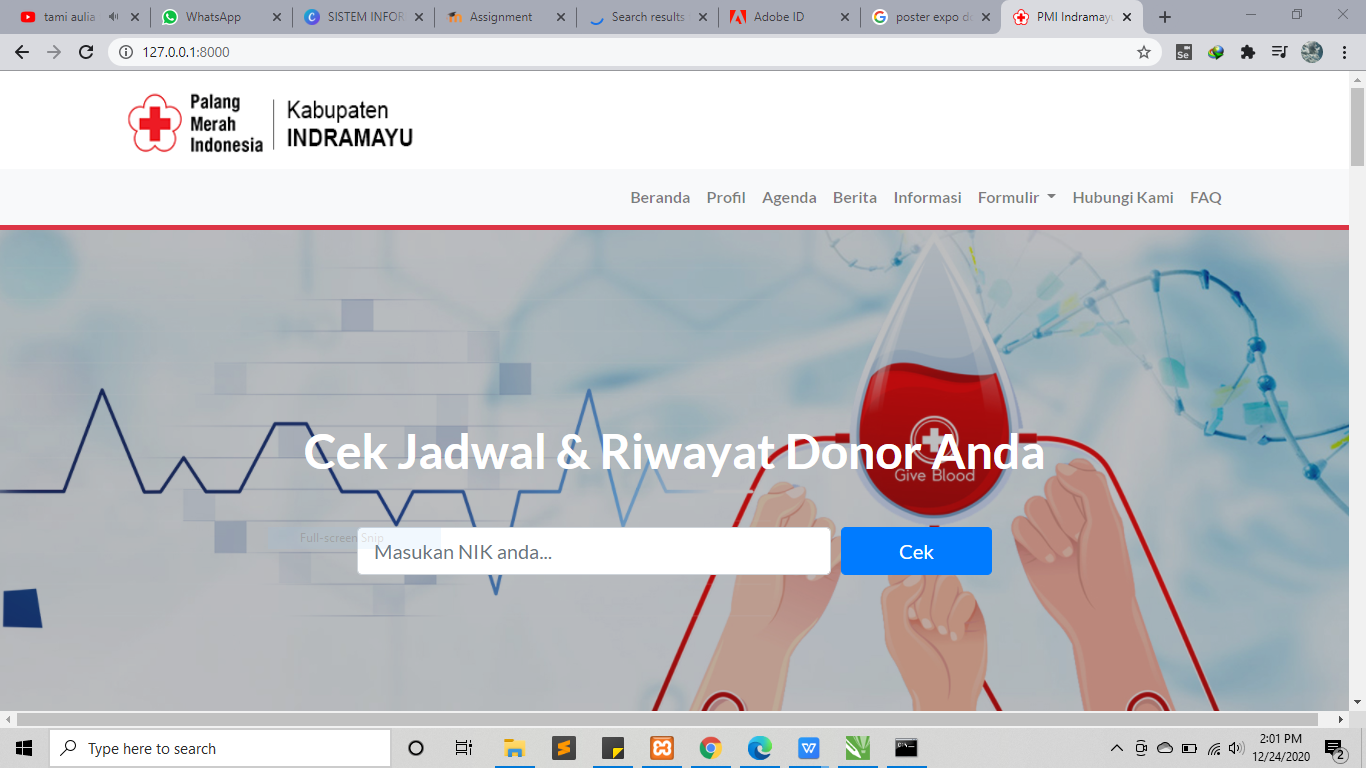 tami aulia
WhatsApp
SISTEM INFOR
Assignment
Search results
Adobe ID
poster expo d
PMI Indramayu
127.0.0.1:8000
Se
Palang
Merah
Indonesia
Kabupaten
INDRAMAYU
Beranda Profil Agenda Berita Informasi Formulir Hubungi Kami FAQ
Cek Jadwal & Riwayat Donor Anda
Give Blood
Full-screen Snip
Masukan NIK anda...
Cek
Type here to search
2:01 PM
12/24/2020
2